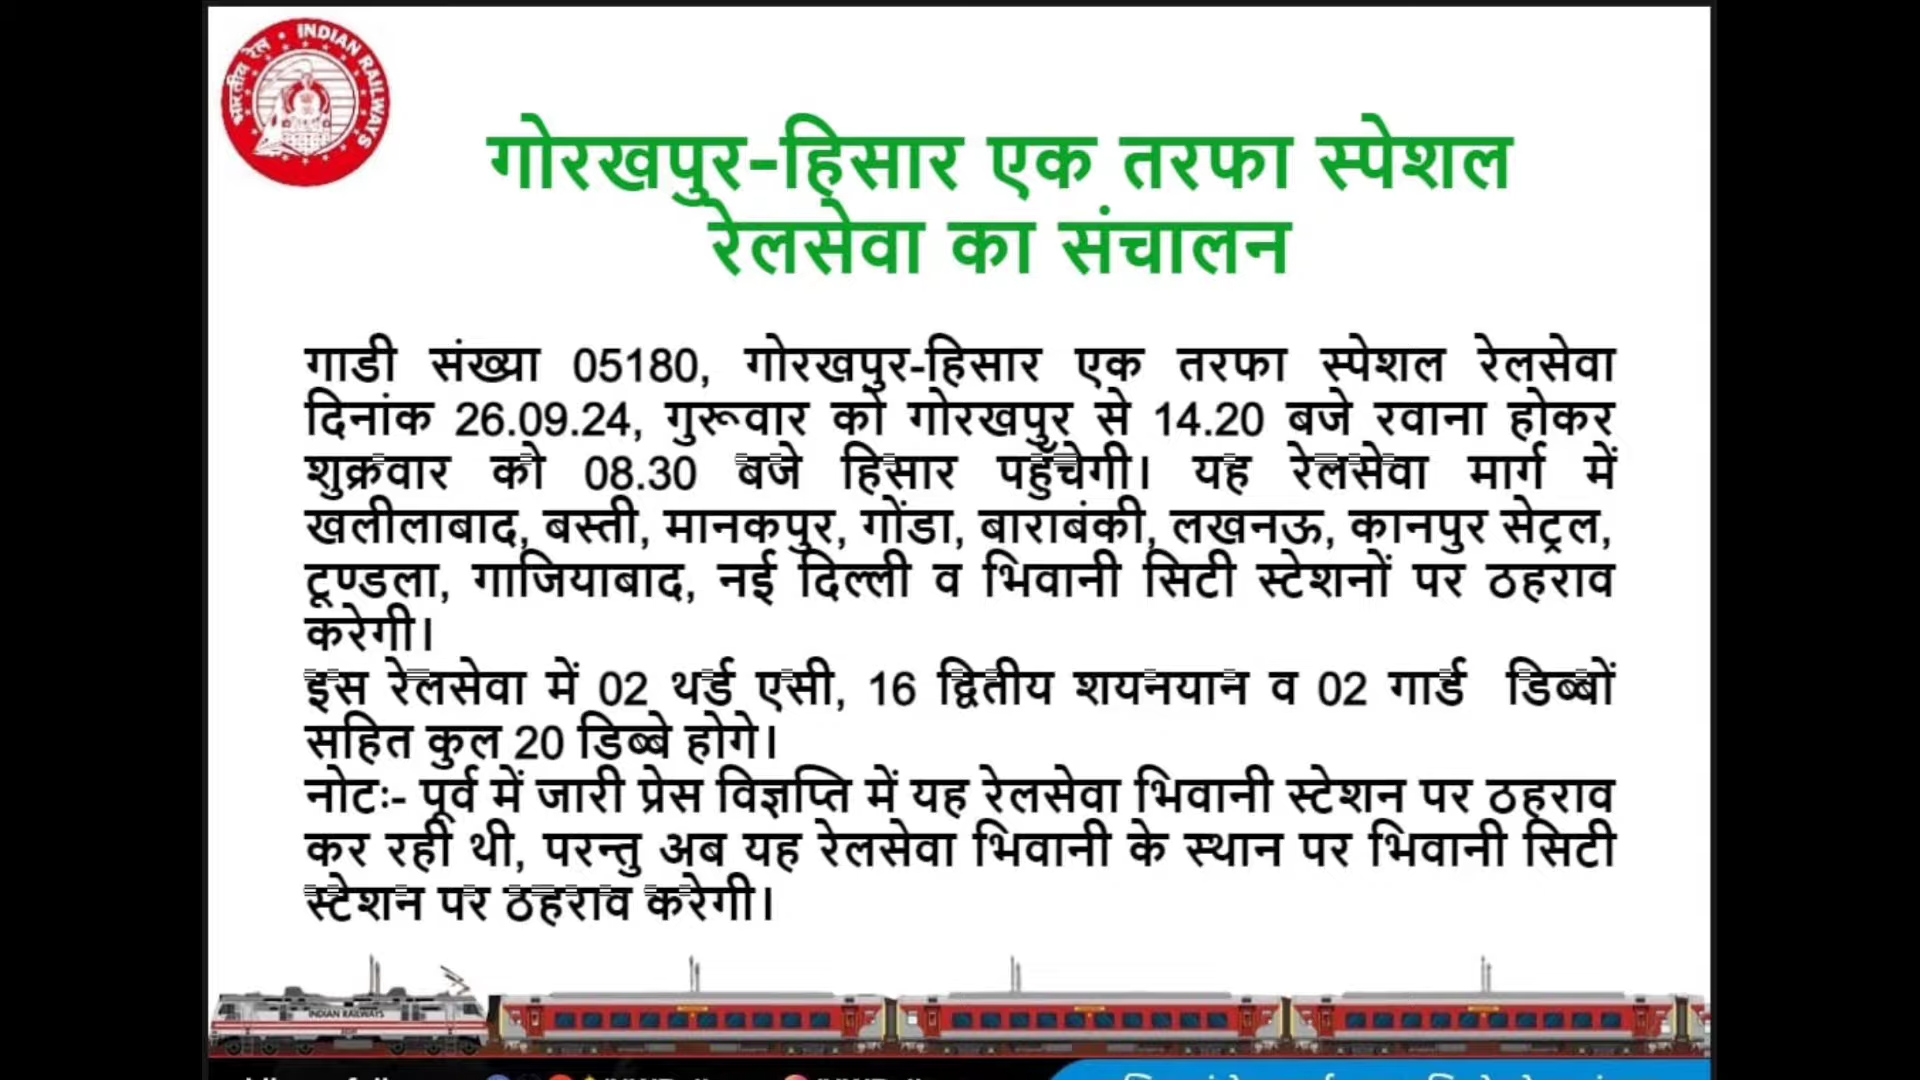 भारतीय रेल • INDIAN RAILWAYS
गोरखपुर-हिसार एक तरफा स्पेशल
रेलसेवा का संचालन
गाडी संख्या 05180, गोरखपुर-हिसार एक तरफा स्पेशल रेलसेवा
दिनांक 26.09.24, गुरूवार को गोरखपुर से 14.20 बजे रवाना होकर
शुक्रवार को 08.30 बजे हिसार पहुँचेगी। यह रेलसेवा मार्ग में
खलीलाबाद, बस्ती, मानकपुर, गोंडा, बाराबंकी, लखनऊ, कानपुर सेट्रल,
टूण्डला, गाजियाबाद, नई दिल्ली व भिवानी सिटी स्टेशनों पर ठहराव
करेगी।
इस रेलसेवा में 02 थर्ड एसी, 16 द्वितीय शयनयान व 02 गार्ड डिब्बों
सहित कुल 20 डिब्बे होगे।
नोटः- पूर्व में जारी प्रेस विज्ञप्ति में यह रेलसेवा भिवानी स्टेशन पर ठहराव
कर रही थी, परन्तु अब यह रेलसेवा भिवानी के स्थान पर भिवानी सिटी
स्टेशन पर ठहराव करेगी।
INDIAN RAILWAYS